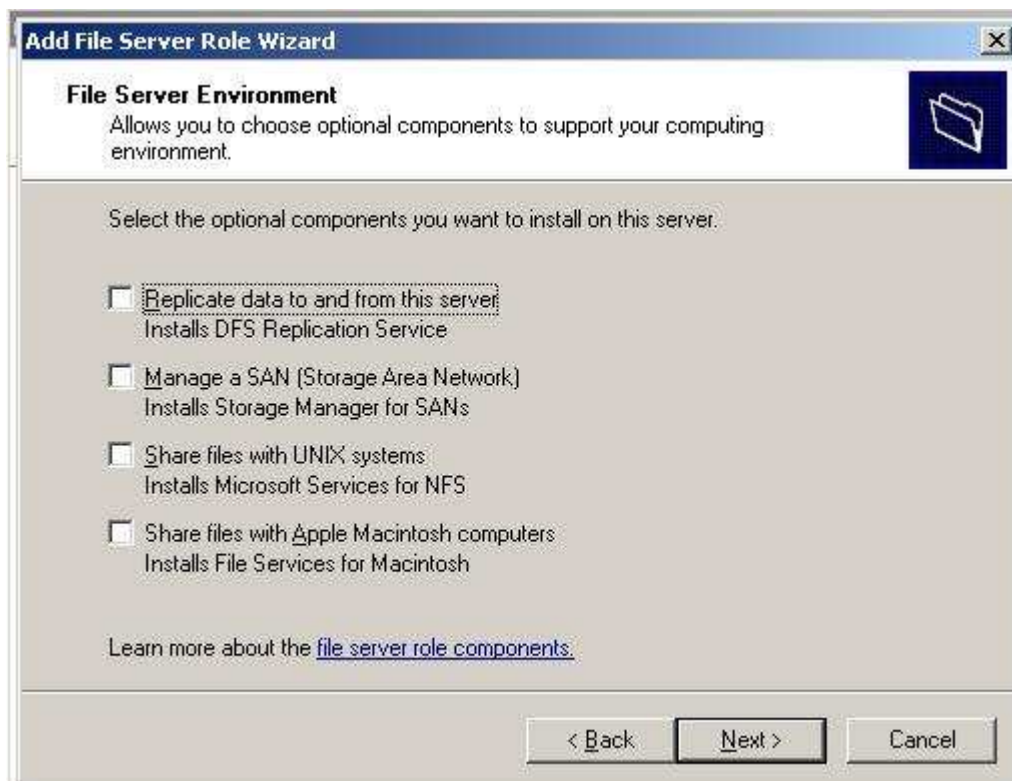 Add File Server Role Wizard
File Server Environment
Allows you to choose optional components to support your computing
environment.
Select the optional components you want to install on this server.
Replicate data to and from this server
Installs DFS Replication Service
Manage a SAN (Storage Area Network)
Installs Storage Manager for SANs
Share files with UNIX systems
Installs Microsoft Services for NFS
Share files with Apple Macintosh computers
Installs File Services for Macintosh
Learn more about the file server role components.
< Back
Next >
Cancel